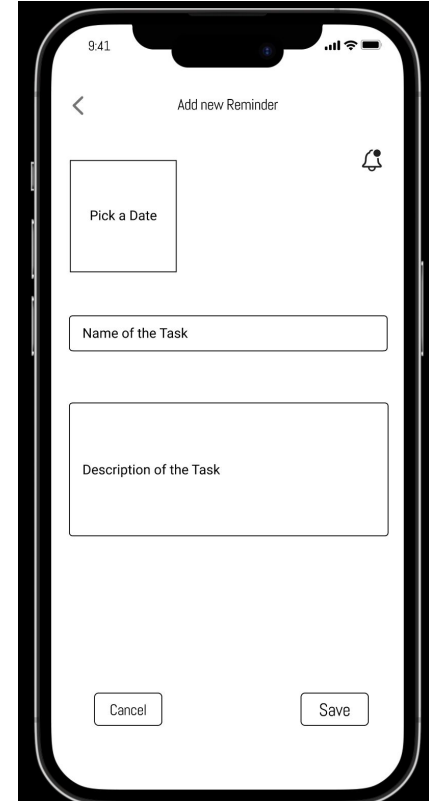 9:41
Add new Reminder
Pick a Date
Name of the Task
Description of the Task
Cancel
Save